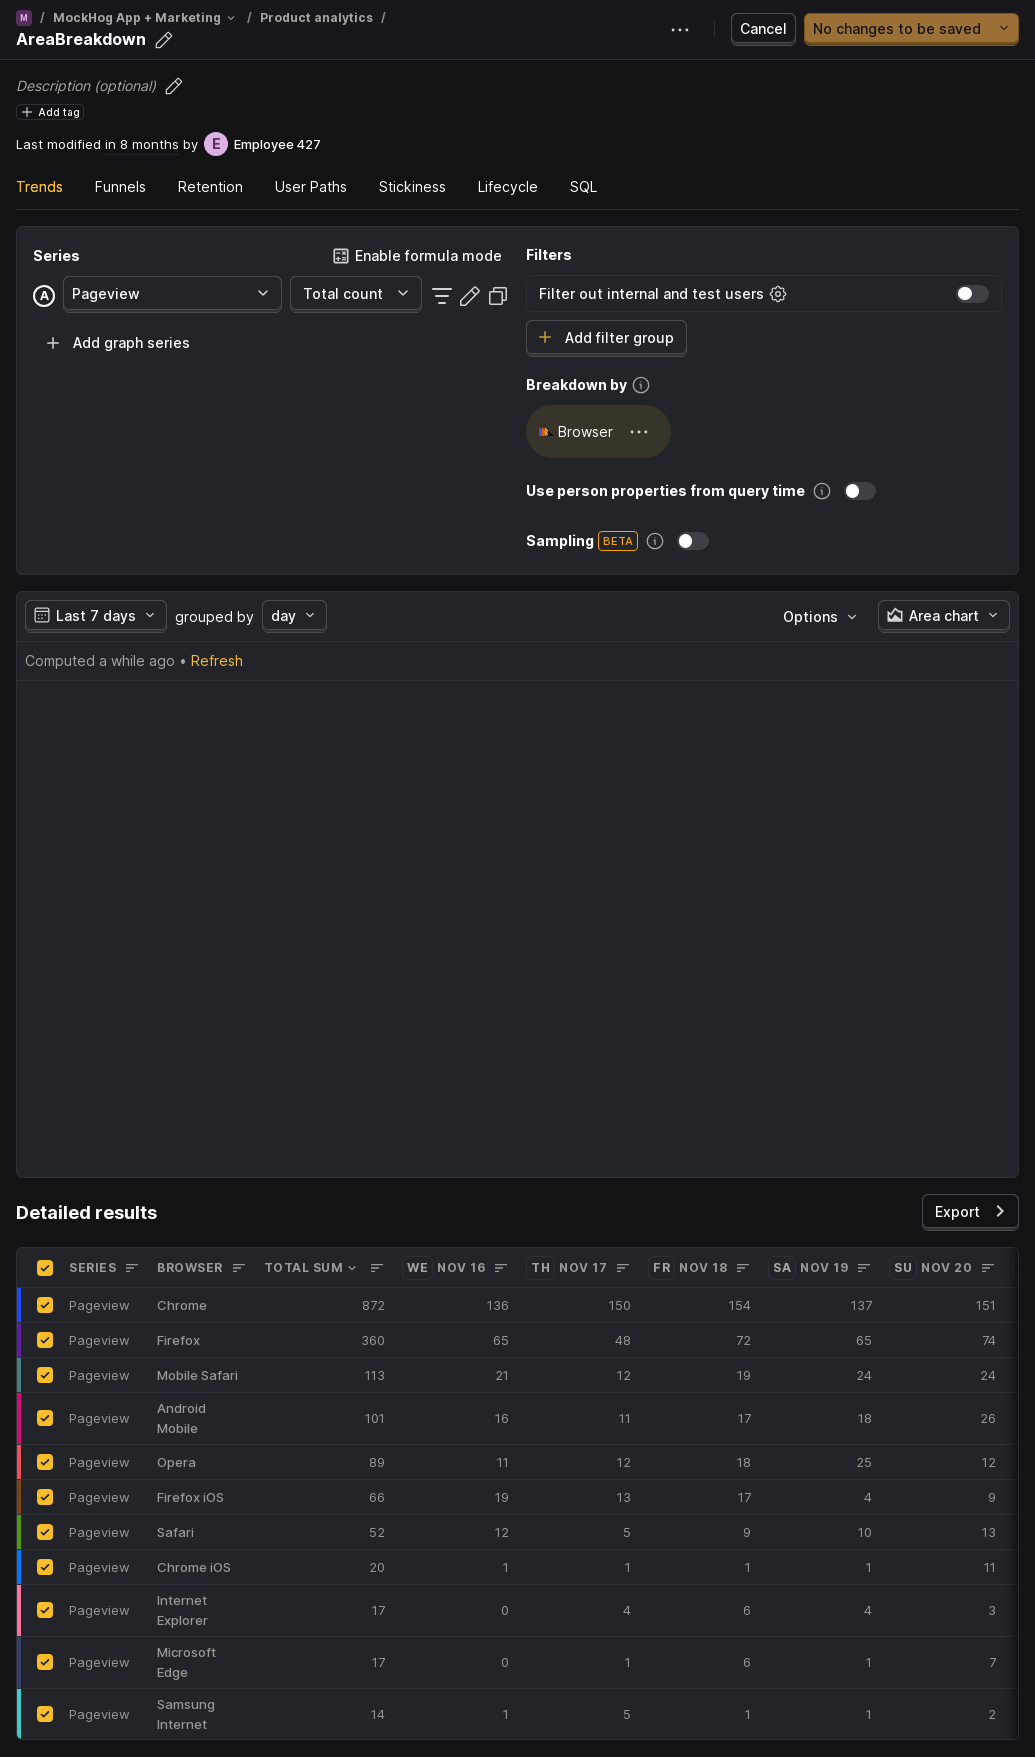 M / MockHog App + Marketing / Product analytics /
AreaBreakdown
Cancel
No changes to be saved
Description (optional)
Add tag
Last modified in 8 months by E Employee 427
Trends Funnels Retention User Paths Stickiness Lifecycle SQL
Series
Enable formula mode
A Pageview Total count
Add graph series
Filters
Filter out internal and test users
Add filter group
Breakdown by
Browser
Use person properties from query time
Sampling BETA
Last 7 days grouped by day
Options Area chart
Computed a while ago • Refresh
Detailed results
Export
SERIES BROWSER TOTAL SUM WE NOV 16 TH NOV 17 FR NOV 18 SA NOV 19 SU NOV 20
Pageview Chrome 872 136 150 154 137 151
Pageview Firefox 360 65 48 72 65 74
Pageview Mobile Safari 113 21 12 19 24 24
Pageview Android Mobile 101 16 11 17 18 26
Pageview Opera 89 11 12 18 25 12
Pageview Firefox iOS 66 19 13 17 4 9
Pageview Safari 52 12 5 9 10 13
Pageview Chrome iOS 20 1 1 1 1 11
Pageview Internet Explorer 17 0 4 6 4 3
Pageview Microsoft Edge 17 0 1 6 1 7
Pageview Samsung Internet 14 1 5 1 1 2